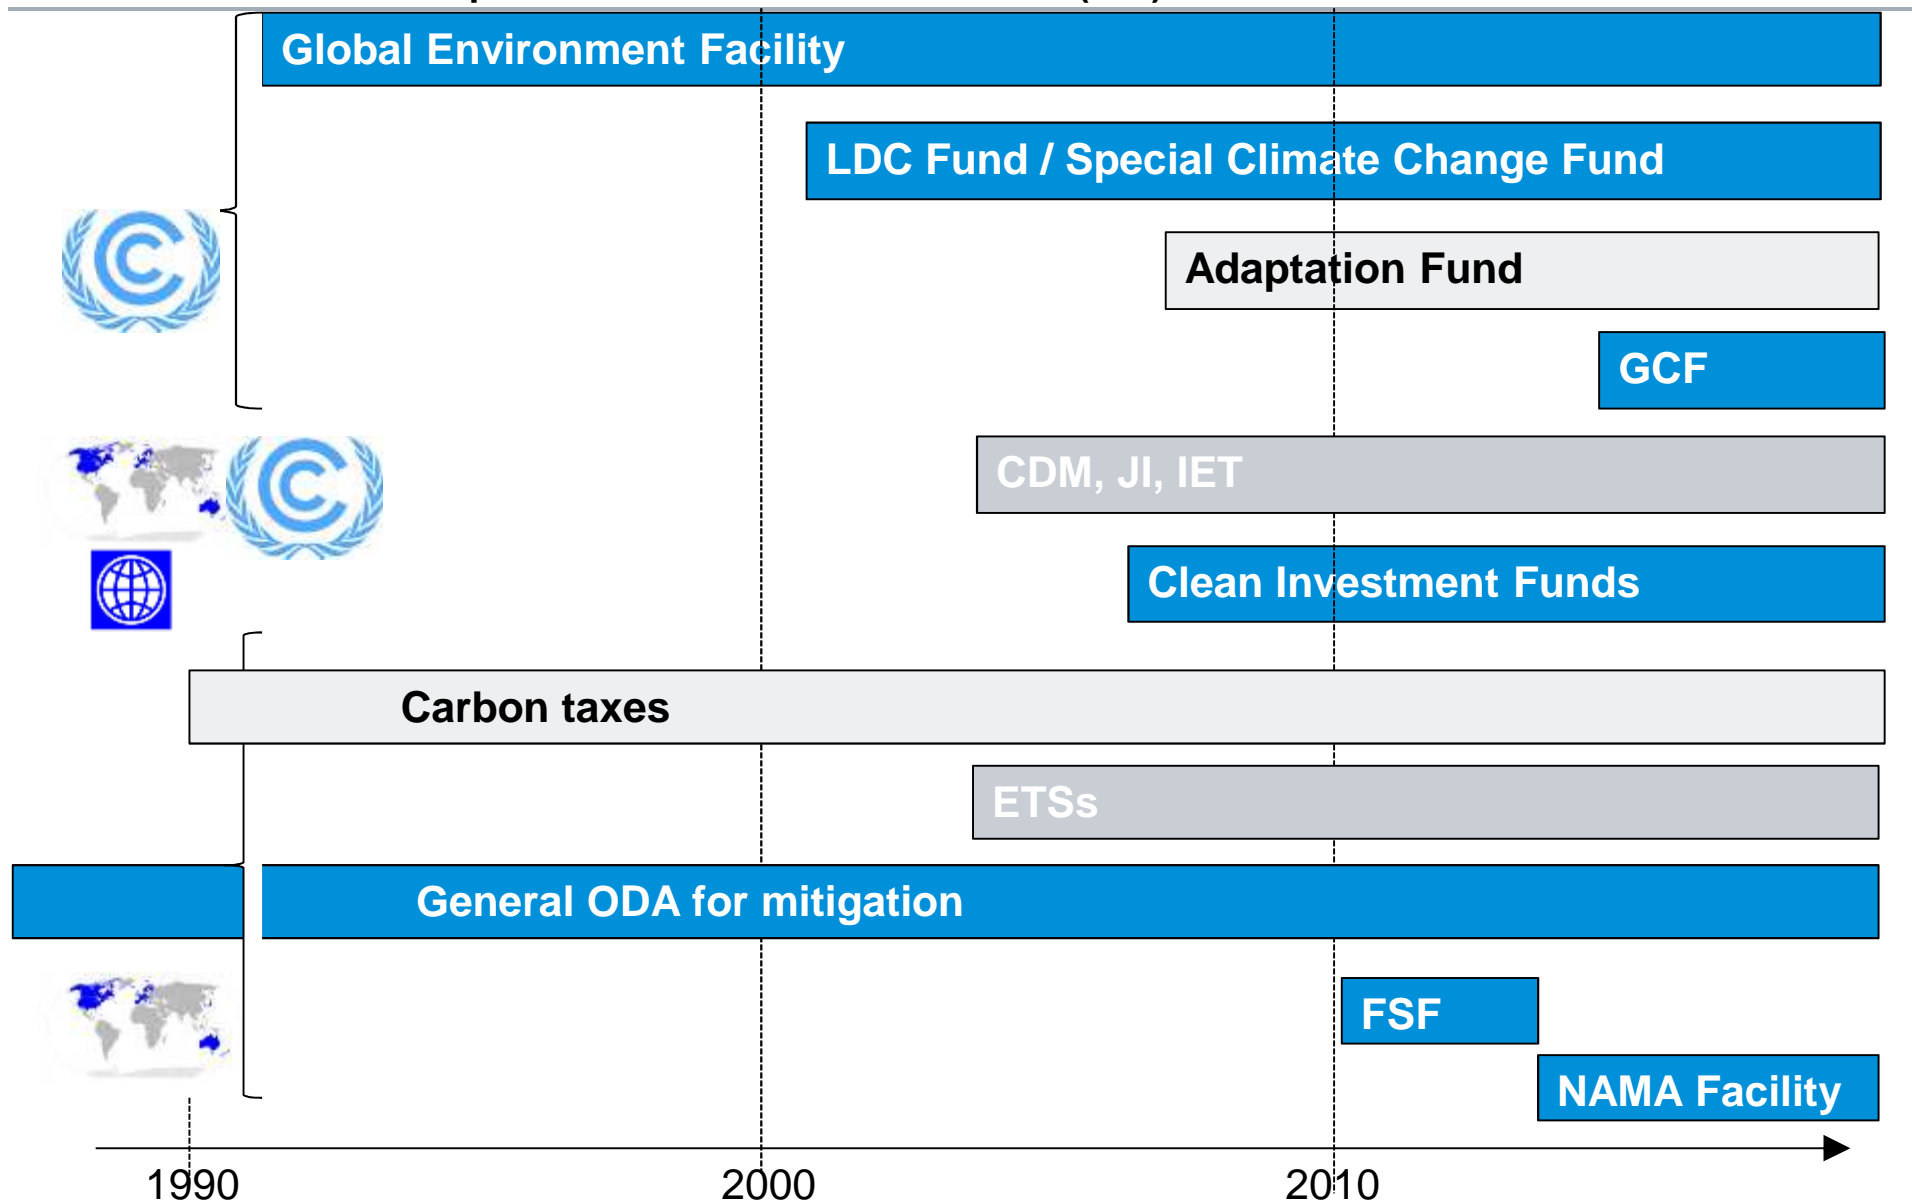 Global Environment Facility
LDC Fund / Special Climate Change Fund
Adaptation Fund
GCF
CDM, JI, IET
Clean Investment Funds
Carbon taxes
ETSs
General ODA for mitigation
FSF
NAMA Facility
1990
2000
2010